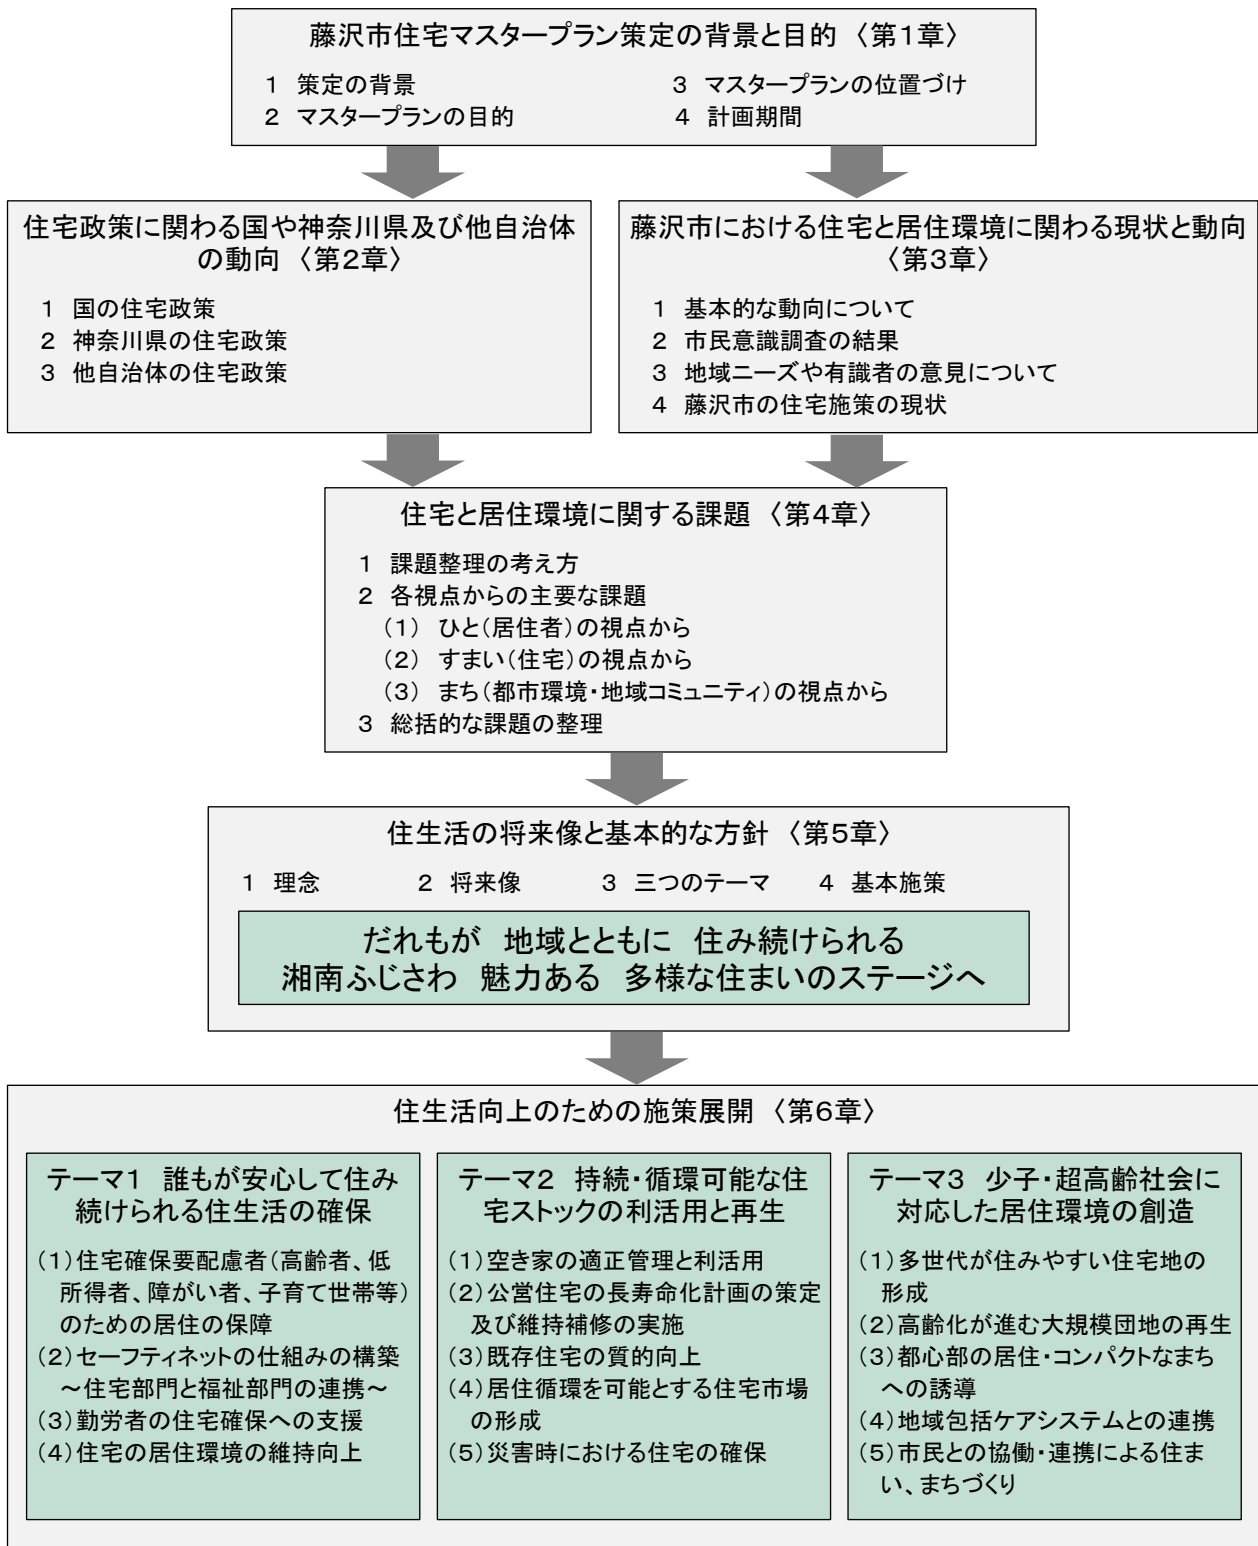 藤沢市住宅マスタープラン策定の背景と目的 〈第1章〉
1 策定の背景
2 マスタープランの目的
3 マスタープランの位置づけ
4 計画期間
住宅政策に関わる国や神奈川県及び他自治体
の動向 〈第2章〉
1 国の住宅政策
2 神奈川県の住宅政策
3 他自治体の住宅政策
藤沢市における住宅と居住環境に関わる現状と動向
〈第3章〉
1 基本的な動向について
2 市民意識調査の結果
3 地域ニーズや有識者の意見について
4 藤沢市の住宅施策の現状
住宅と居住環境に関する課題 〈第4章〉
1 課題整理の考え方
2 各視点からの主要な課題
(1) ひと(居住者)の視点から
(2) すまい(住宅)の視点から
(3) まち(都市環境・地域コミュニティ)の視点から
3 総括的な課題の整理
住生活の将来像と基本的な方針 〈第5章〉
1 理念 2 将来像 3 三つのテーマ 4 基本施策
だれもが 地域とともに 住み続けられる
湘南ふじさわ 魅力ある 多様な住まいのステージへ
住生活向上のための施策展開 〈第6章〉
テーマ1 誰もが安心して住み
続けられる住生活の確保
(1)住宅確保要配慮者(高齢者、低
所得者、障がい者、子育て世帯等)
のための居住の保障
(2)セーフティネットの仕組みの構築
～住宅部門と福祉部門の連携～
(3)勤労者の住宅確保への支援
(4)住宅の居住環境の維持向上
テーマ2 持続・循環可能な住
宅ストックの利活用と再生
(1)空き家の適正管理と利活用
(2)公営住宅の長寿命化計画の策定
及び維持補修の実施
(3)既存住宅の質的向上
(4)居住循環を可能とする住宅市場
の形成
(5)災害時における住宅の確保
テーマ3 少子・超高齢社会に
対応した居住環境の創造
(1)多世代が住みやすい住宅地の
形成
(2)高齢化が進む大規模団地の再生
(3)都心部の居住・コンパクトなまち
への誘導
(4)地域包括ケアシステムとの連携
(5)市民との協働・連携による住ま
い、まちづくり